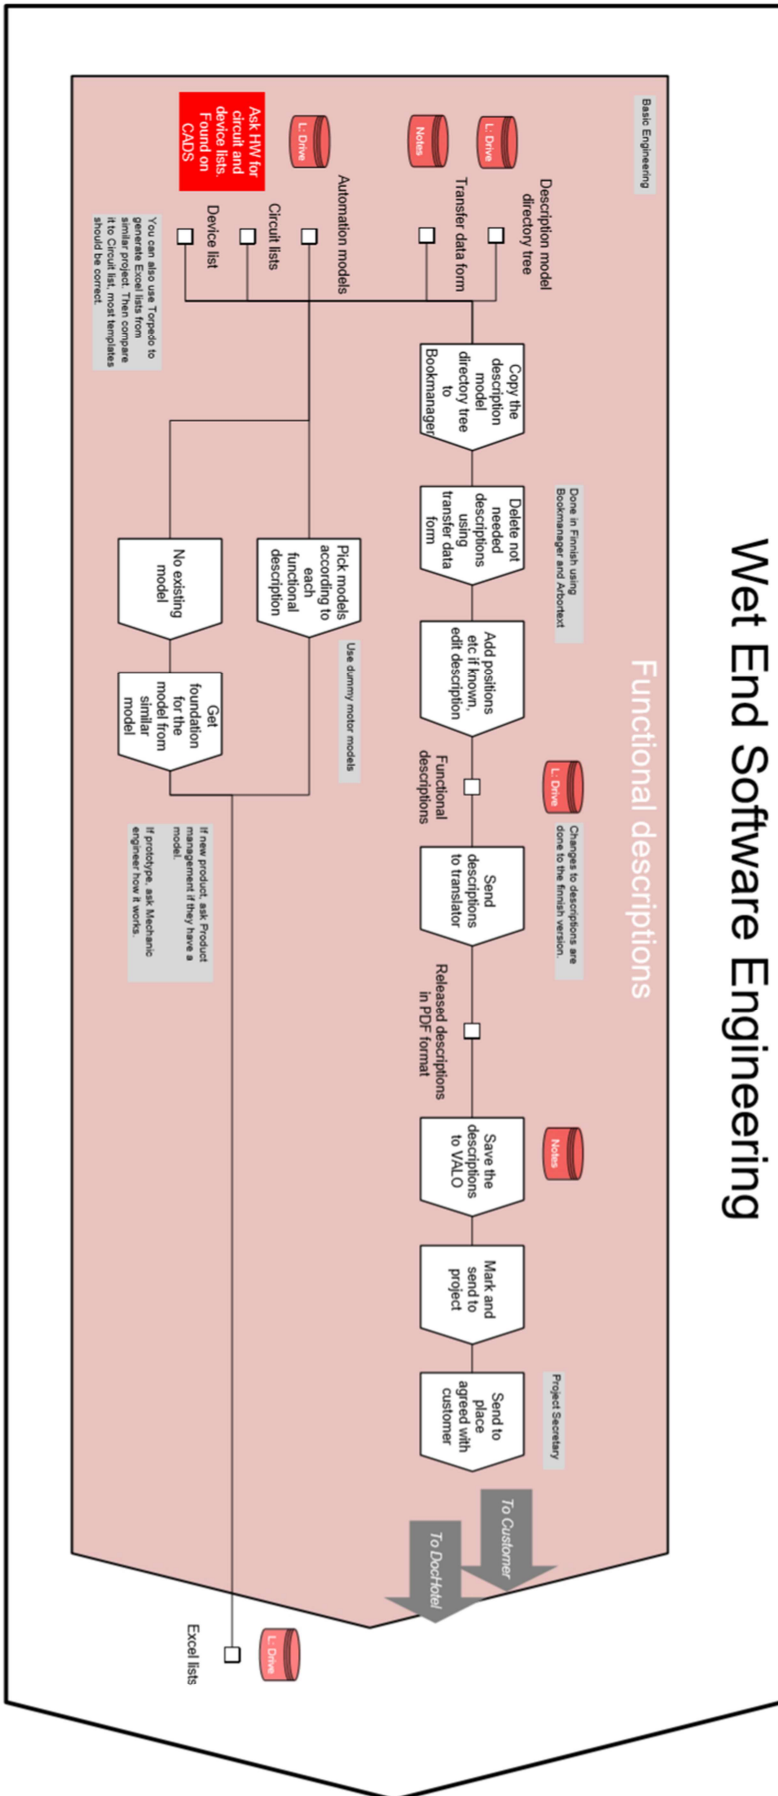 Wet End Software Engineering
Functional descriptions
Basic Engineering
Done in Finnish using
Bookmanager and Arbortext
Changes to descriptions are
done to the finnish version.
Project Secretary
L: Drive
Notes
L: Drive
Notes
Description model
directory tree
Transfer data form
Copy the
description
model
directory tree
to
Bookmanager
Delete not
needed
descriptions
using
transfer data
form
Add positions
etc if known,
edit description
Functional
descriptions
Send
descriptions
to translator
Released descriptions
in PDF format
Save the
descriptions
to VALO
Mark and
send to
project
Send to
place
agreed with
customer
To Customer
To DocHotel
L: Drive
Automation models
Ask HW for
circuit and
device lists.
Found on
CADS
Circuit lists
Device list
Pick models
according to
each
functional
description
Use dummy motor models
No existing
model
Get
foundation
for the
model from
similar
model
You can also use Torpedo to
generate Excel lists from
similar project. Then compare
it to Circuit list, most templates
should be correct.
If new product, ask Product
management if they have a
model.
If prototype, ask Mechanic
engineer how it works.
L: Drive
Excel lists